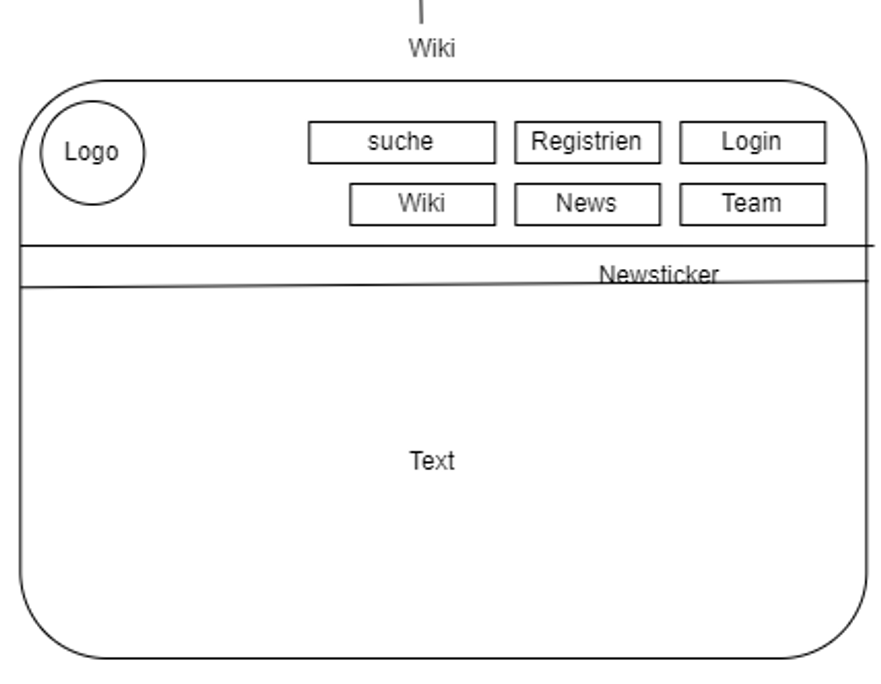 Wiki
Logo
suche
Registrien
Login
Wiki
News
Team
Newsticker
Text